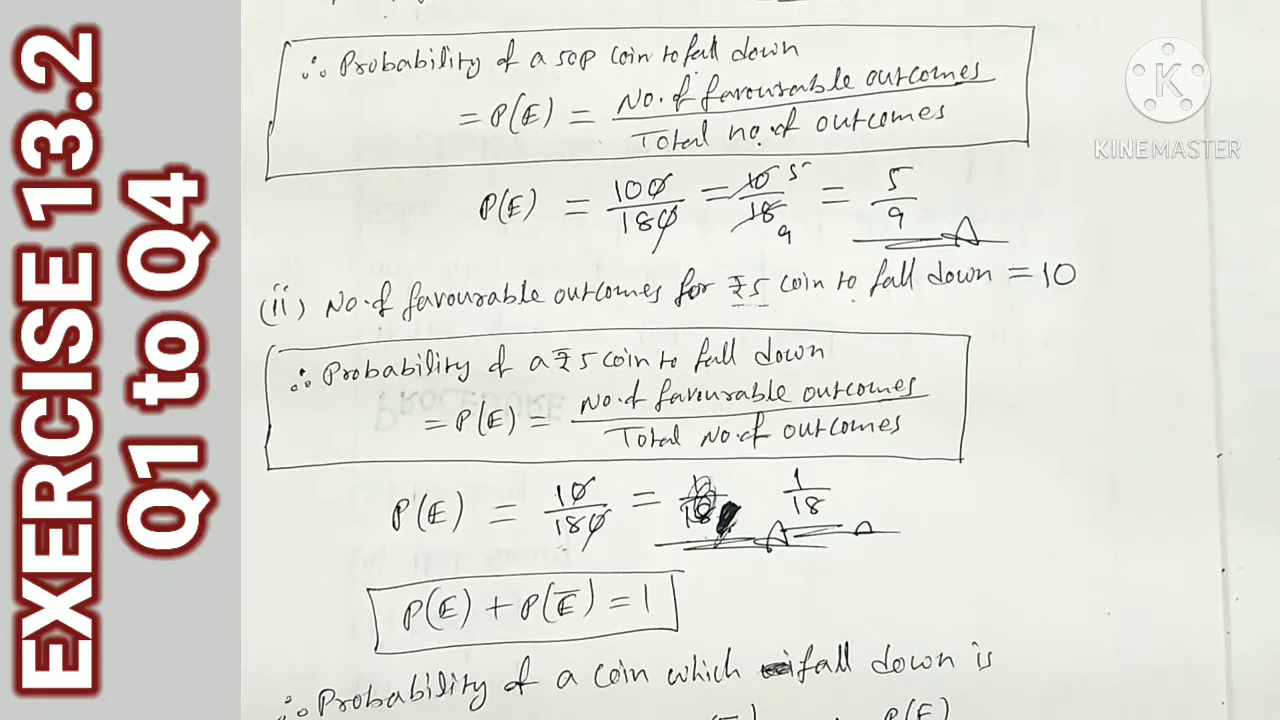 EXERCISE 13.2
Q1 to Q4
K
KINEMASTER
∴ Probability of a 50p coin to fall down
= P(E) = No. of favourable outcomes / Total no. of outcomes
P(E) = 100/180 = 10/18 5 9 = 5/9 A
(ii) No. of favourable outcomes for ₹5 coin to fall down = 10
∴ Probability of a ₹5 coin to fall down
= P(E) = No. of favourable outcomes / Total No. of outcomes
P(E) = 10/180 = 1/18 A
P(E) + P(E̅) = 1
∴ Probability of a coin which fall down is
P(E)